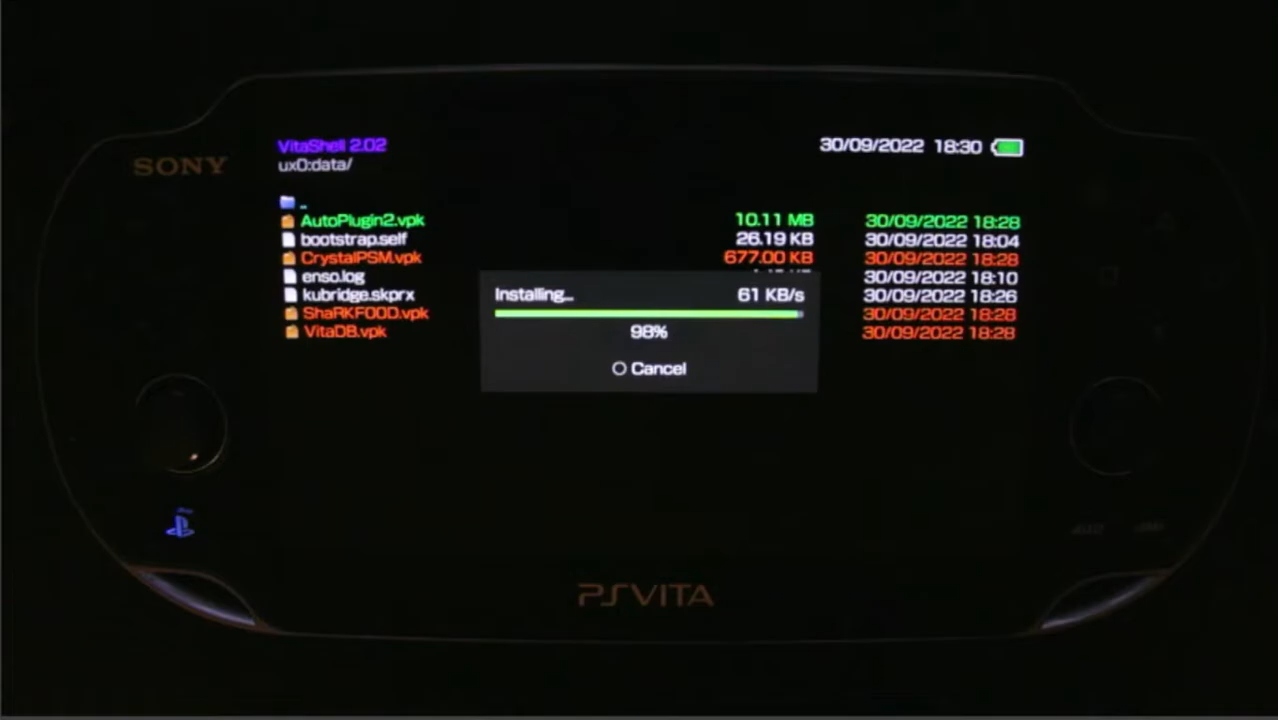 SONY
VitaShell 2.02
30/09/2022 18:30
ux0:data/
..
AutoPlugin2.vpk 10.11 MB 30/09/2022 18:28
bootstrap.self 26.19 KB 30/09/2022 18:04
CrystalPSM.vpk 677.00 KB 30/09/2022 18:28
enso.log 30/09/2022 18:10
kubridge.skprx 30/09/2022 18:26
ShaRKF00D.vpk 30/09/2022 18:28
VitaDB.vpk 30/09/2022 18:28
Installing... 61 KB/s
98%
Cancel
PSVITA